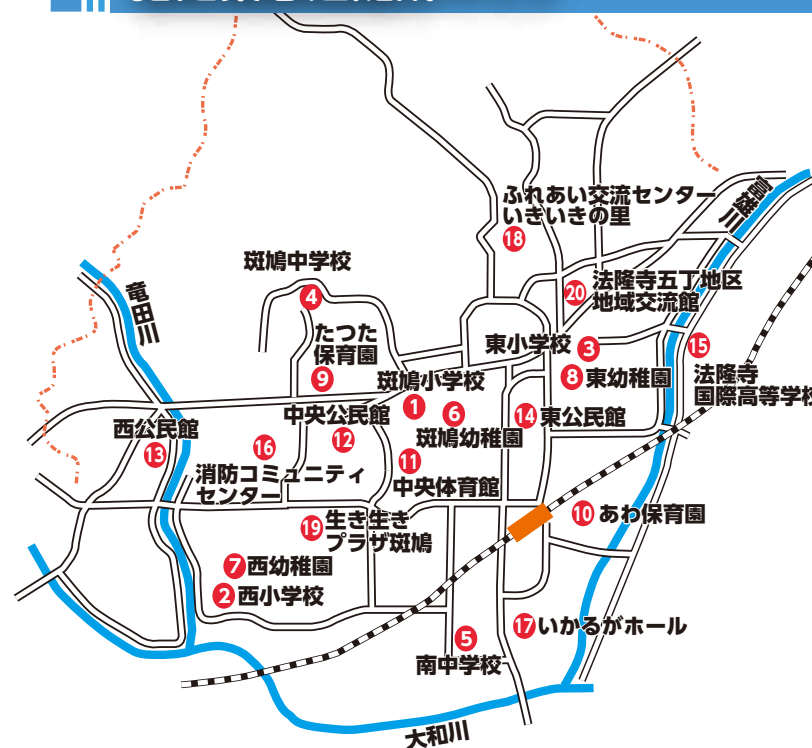 ふれあい交流センター
いきいきの里
18
富雄川
斑鳩中学校
4
竜田川
20
法隆寺五丁地区
地域交流館
たつた
保育園
9
東小学校
3
15
法隆寺
国際高等学校
斑鳩小学校
1
8
東幼稚園
6
斑鳩幼稚園
14
東公民館
中央公民館
12
西公民館
13
16
消防コミュニティ
センター
11
中央体育館
19
生き生き
プラザ斑鳩
10
あわ保育園
7
西幼稚園
2
西小学校
17
いかるがホール
5
南中学校
大和川